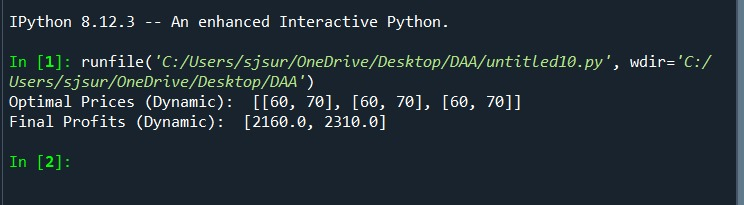 IPython 8.12.3 -- An enhanced Interactive Python.
In [1]: runfile('C:/Users/sjsur/OneDrive/Desktop/DAA/untitled10.py', wdir='C:/
Users/sjsur/OneDrive/Desktop/DAA')
Optimal Prices (Dynamic):  [[60, 70], [60, 70], [60, 70]]
Final Profits (Dynamic):  [2160.0, 2310.0]
In [2]: